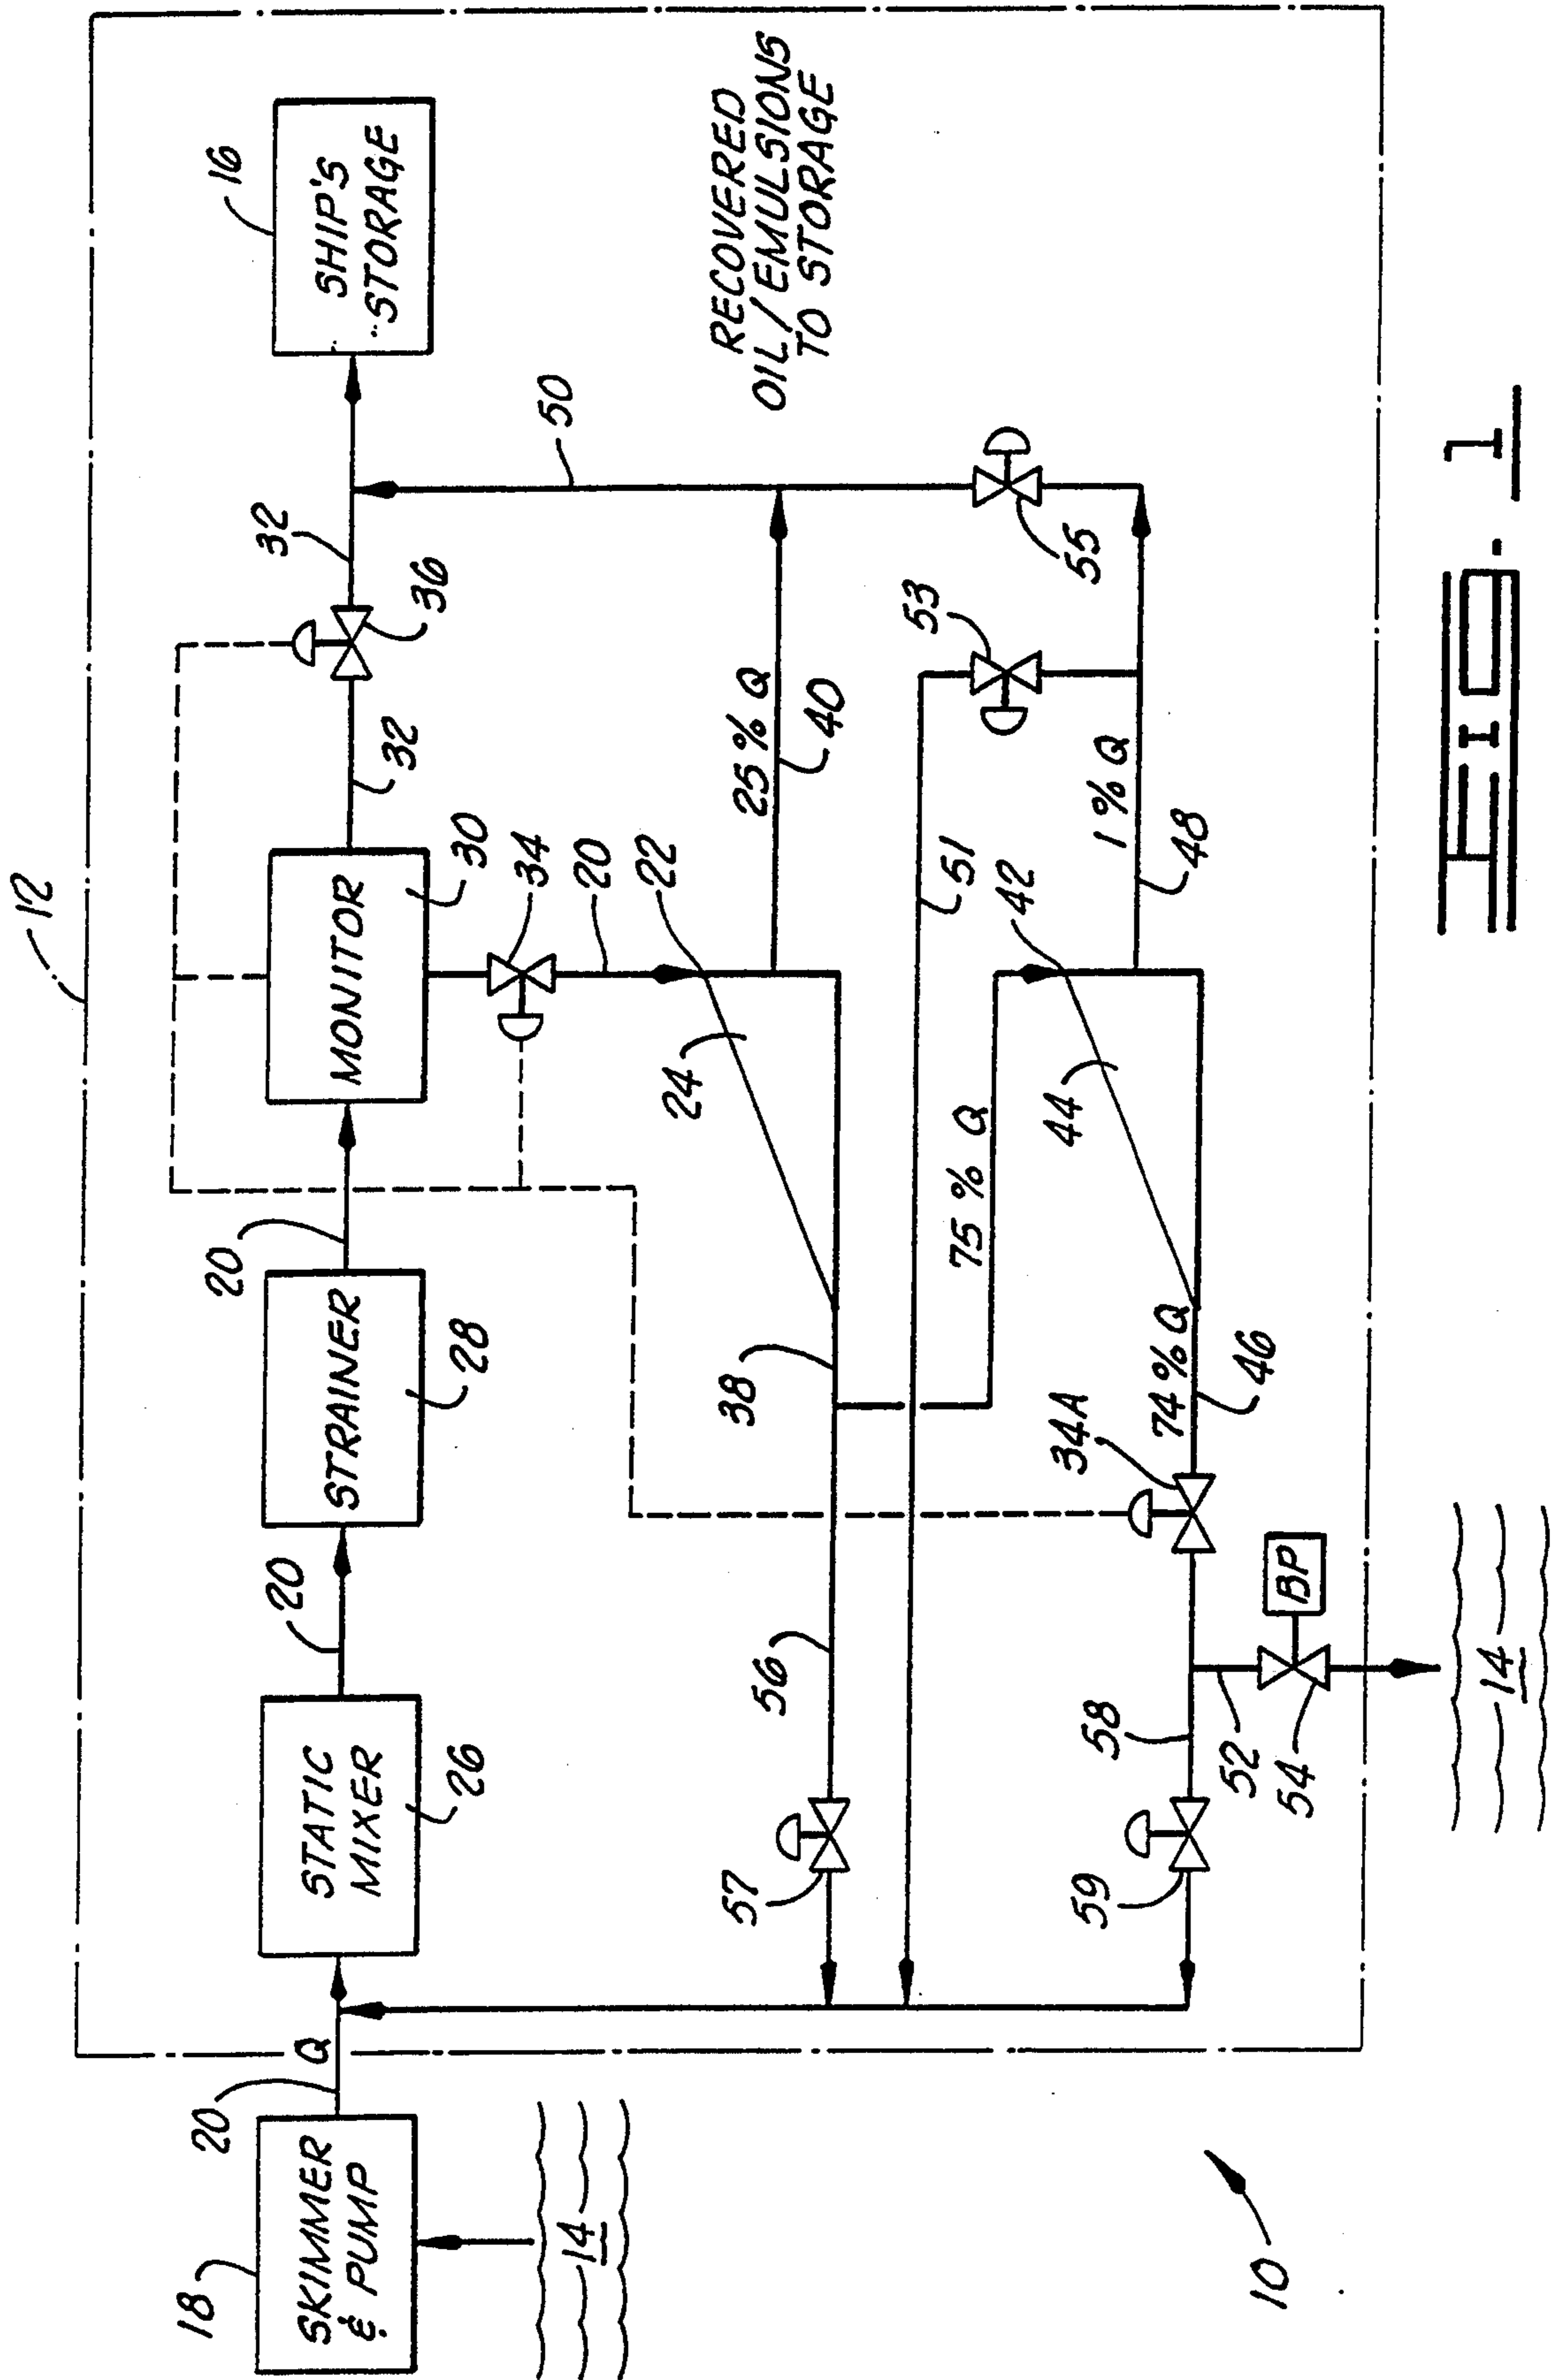 12
16
SHIP'S
STORAGE
32
36
32
MONITOR
30
20
STRAINER
28
20
STATIC
MIXER
26
Q
20
18
SKIMMER
& PUMP
14
34
20
22
24
25% Q
40
50
RECOVERED
OIL/EMULSIONS
TO STORAGE
38
56
57
51
53
55
75% Q
42
44
1% Q
48
74% Q
46
34A
58
59
52
54
BP
14
10
FIG. 1